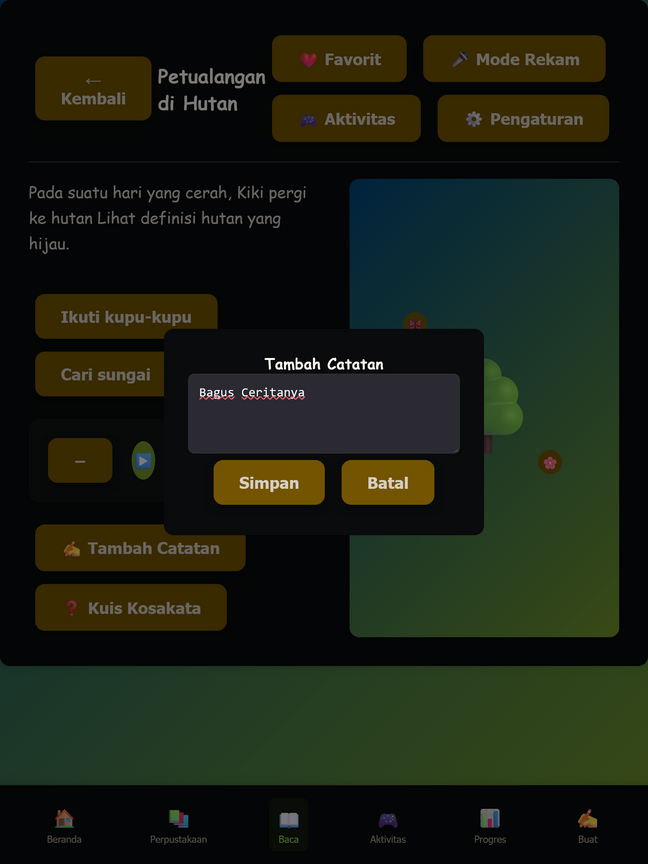 ←
Kembali
Petualangan
di Hutan
Favorit
Mode Rekam
Aktivitas
Pengaturan
Pada suatu hari yang cerah, Kiki pergi
ke hutan Lihat definisi hutan yang
hijau.
Ikuti kupu-kupu
Cari sungai
–
Tambah Catatan
Bagus Ceritanya
Simpan
Batal
Tambah Catatan
Kuis Kosakata
Beranda
Perpustakaan
Baca
Aktivitas
Progres
Buat